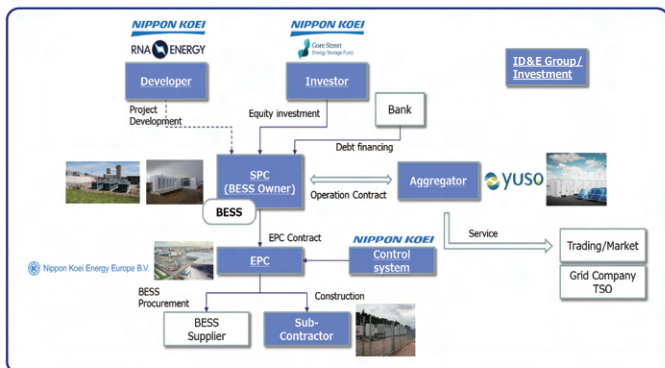 NIPPON KOEI
RNA ENERGY
Developer
NIPPON KOEI
Gore Street
Energy Storage Fund
Investor
ID&E Group/
Investment
Project
Development
Equity investment
Bank
Debt financing
SPC
(BESS Owner)
BESS
Operation Contract
Aggregator
yuso
EPC Contract
NIPPON KOEI
Service
Trading/Market
Grid Company
TSO
Nippon Koei Energy Europe B.V.
EPC
Control
system
BESS
Procurement
Construction
BESS
Supplier
Sub-
Contractor